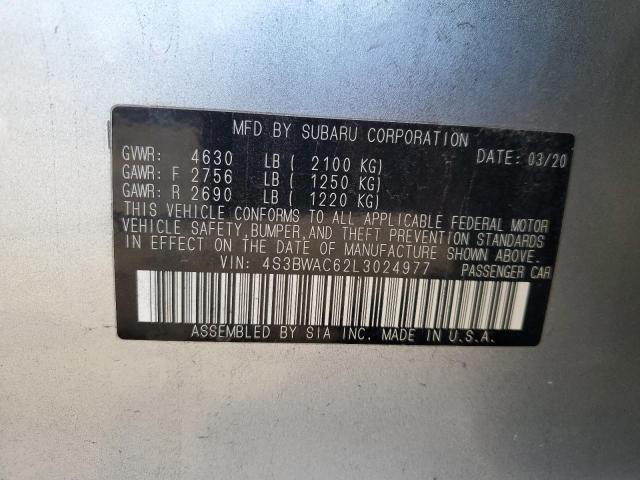 MFD BY SUBARU CORPORATION
GVWR: 4630 LB ( 2100 KG) DATE: 03/20
GAWR: F 2756 LB ( 1250 KG)
GAWR: R 2690 LB ( 1220 KG)
THIS VEHICLE CONFORMS TO ALL APPLICABLE FEDERAL MOTOR
VEHICLE SAFETY, BUMPER, AND THEFT PREVENTION STANDARDS
IN EFFECT ON THE DATE OF MANUFACTURE SHOWN ABOVE.
VIN: 4S3BWAC62L3024977 PASSENGER CAR
ASSEMBLED BY SIA INC. MADE IN U.S.A.